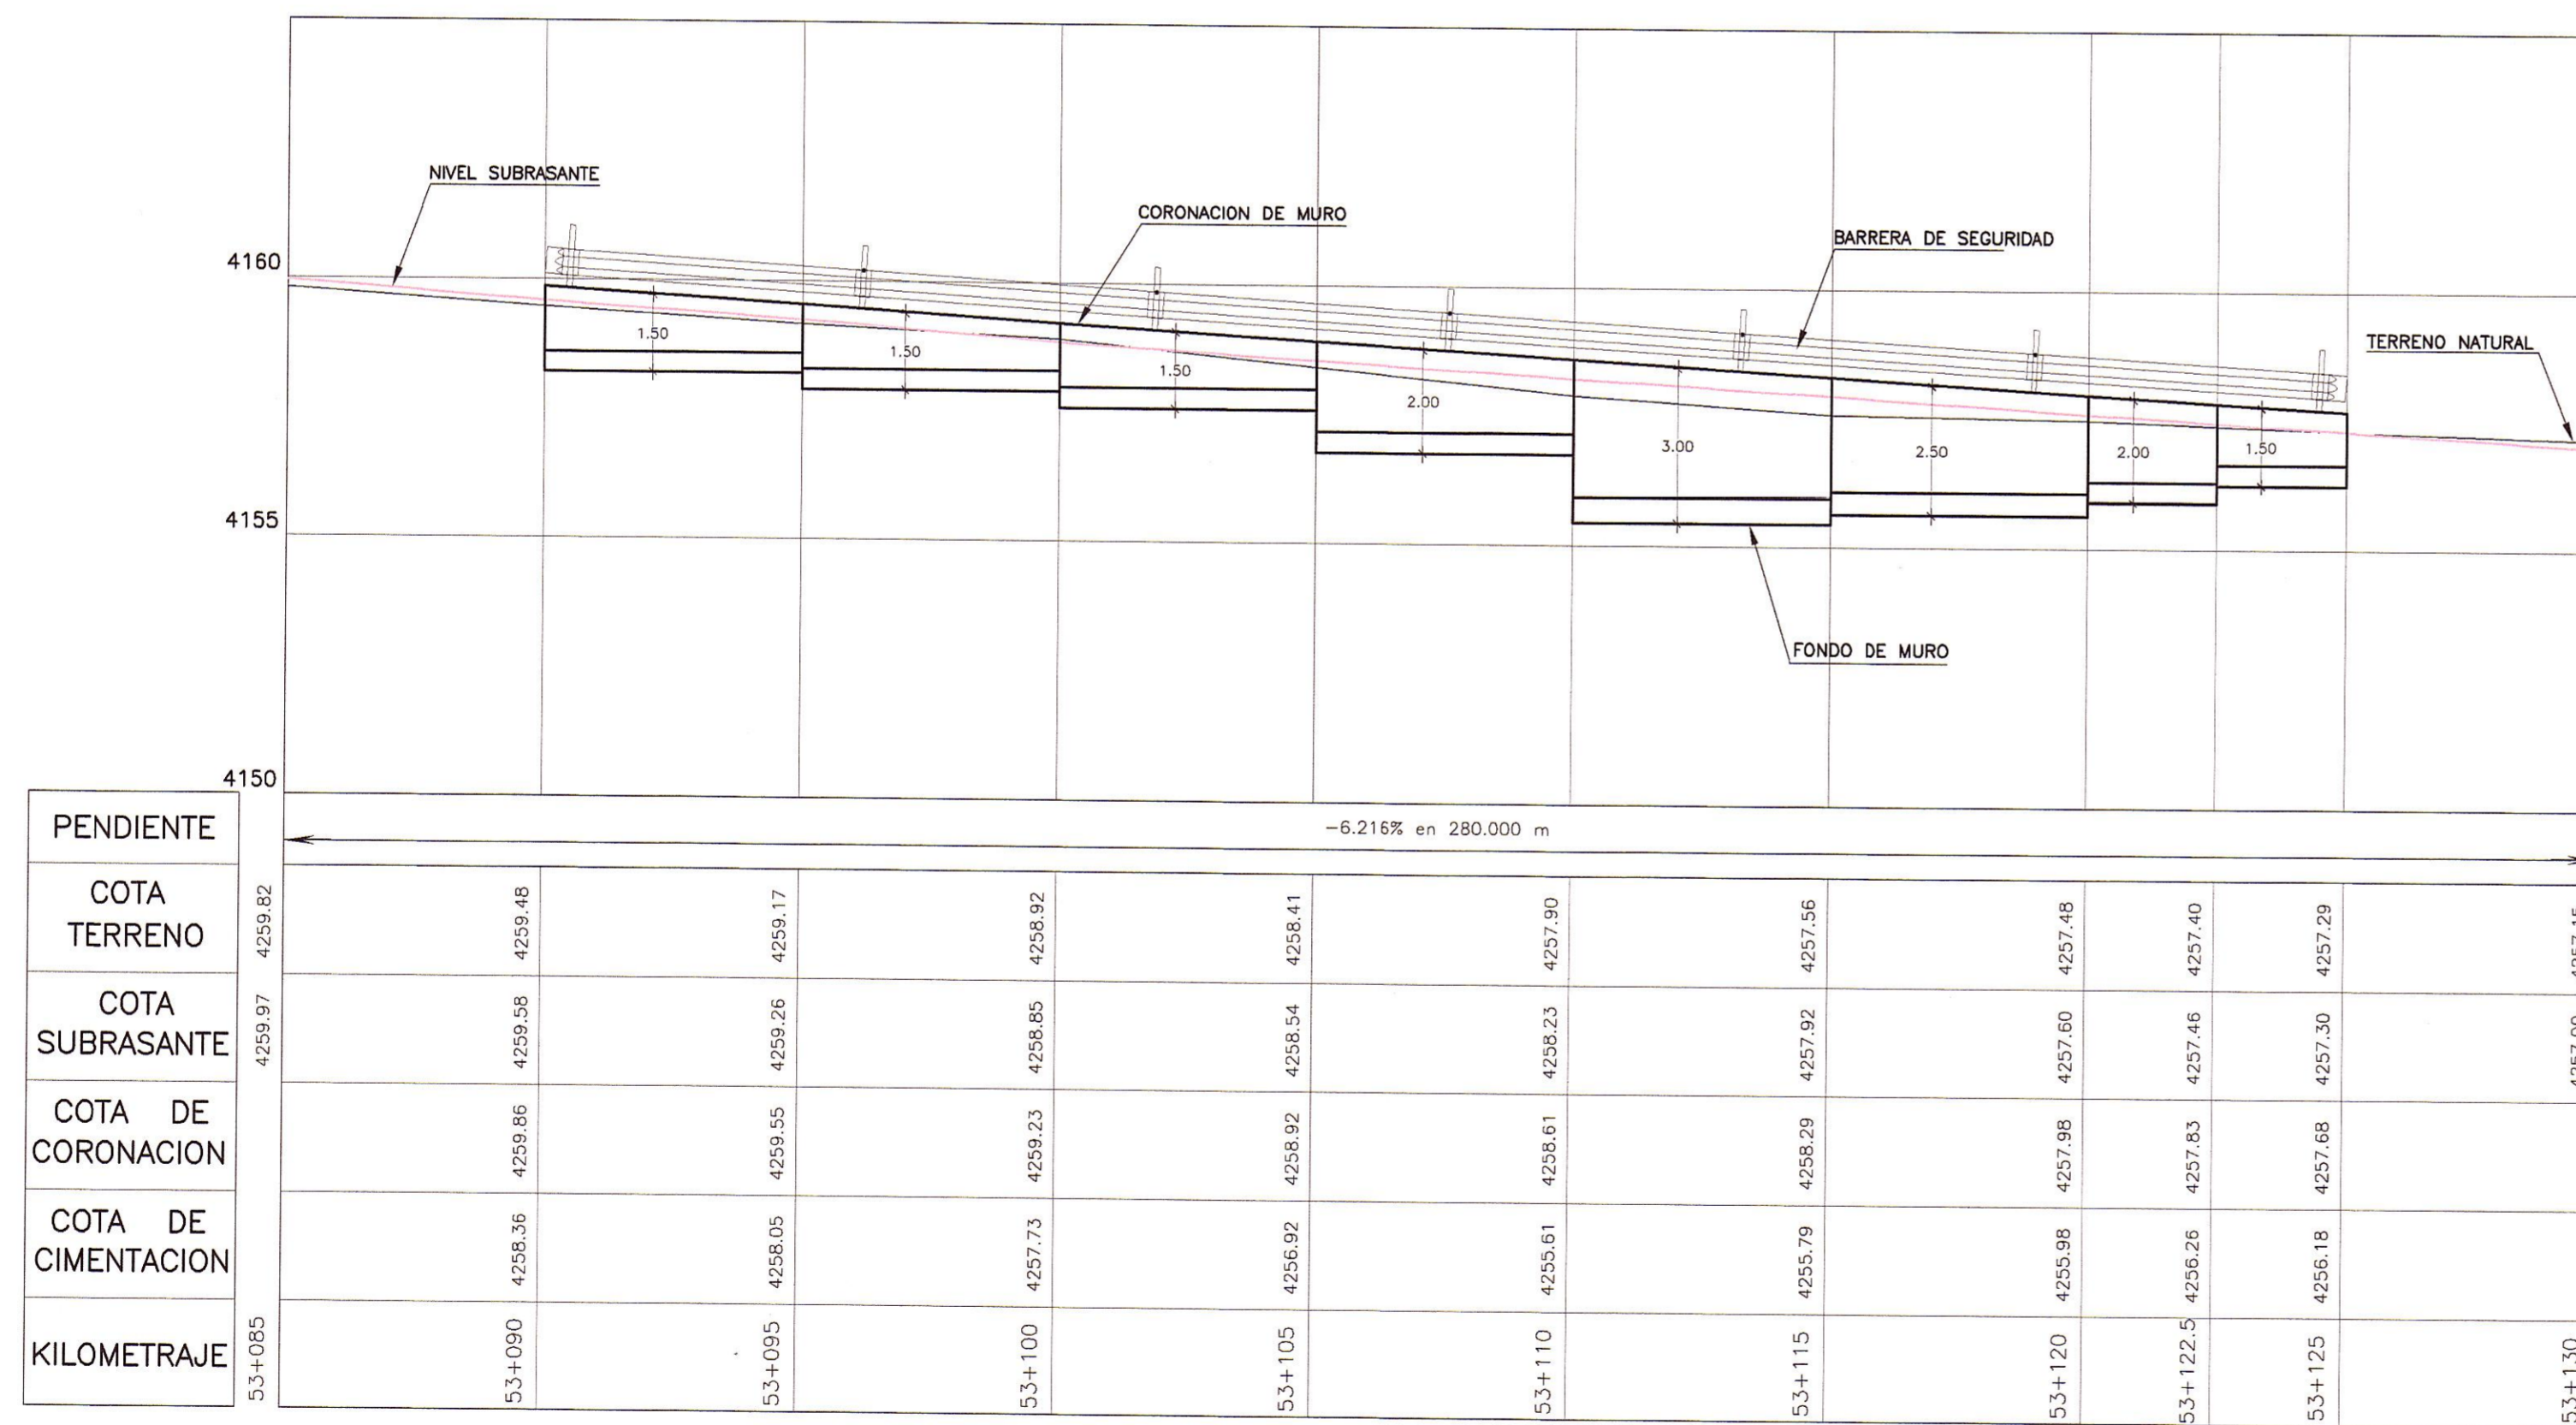 NIVEL SUBRASANTE
CORONACION DE MURO
BARRERA DE SEGURIDAD
4160
TERRENO NATURAL
1.50
1.50
1.50
2.00
3.00
2.50
2.00
1.50
4155
FONDO DE MURO
4150
PENDIENTE
-6.216% en 280.000 m
COTA
TERRENO
4259.82 4259.48 4259.17 4258.92 4258.41 4257.90 4257.56 4257.48 4257.40 4257.29
COTA
SUBRASANTE
4259.97 4259.58 4259.26 4258.85 4258.54 4258.23 4257.92 4257.60 4257.46 4257.30
COTA DE
CORONACION
4259.86 4259.55 4259.23 4258.92 4258.61 4258.29 4257.98 4257.83 4257.68
COTA DE
CIMENTACION
4258.36 4258.05 4257.73 4256.92 4255.61 4255.79 4255.98 4256.26 4256.18
KILOMETRAJE
53+085 53+090 53+095 53+100 53+105 53+110 53+115 53+120 53+122.5 53+125 53+130